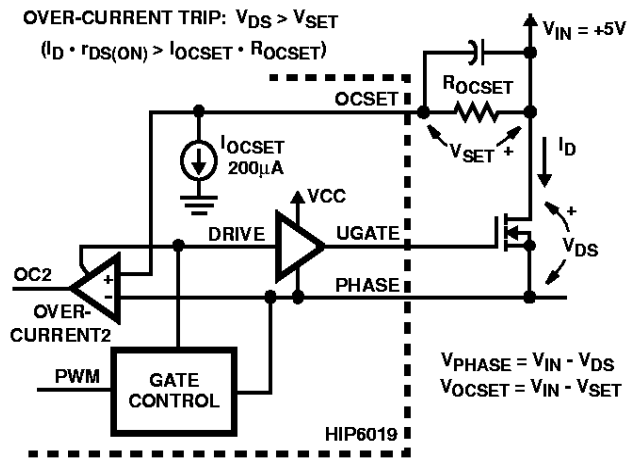 OVER-CURRENT TRIP: VDS > VSET
(ID • rDS(ON) > IOCSET • ROCSET)
VIN = +5V
OCSET
ROCSET
IOCSET
200µA
VSET +
ID
VCC
+
VDS
-
DRIVE
UGATE
OC2
+
-
PHASE
OVER-
CURRENT2
PWM
GATE
CONTROL
VPHASE = VIN - VDS
VOCSET = VIN - VSET
HIP6019